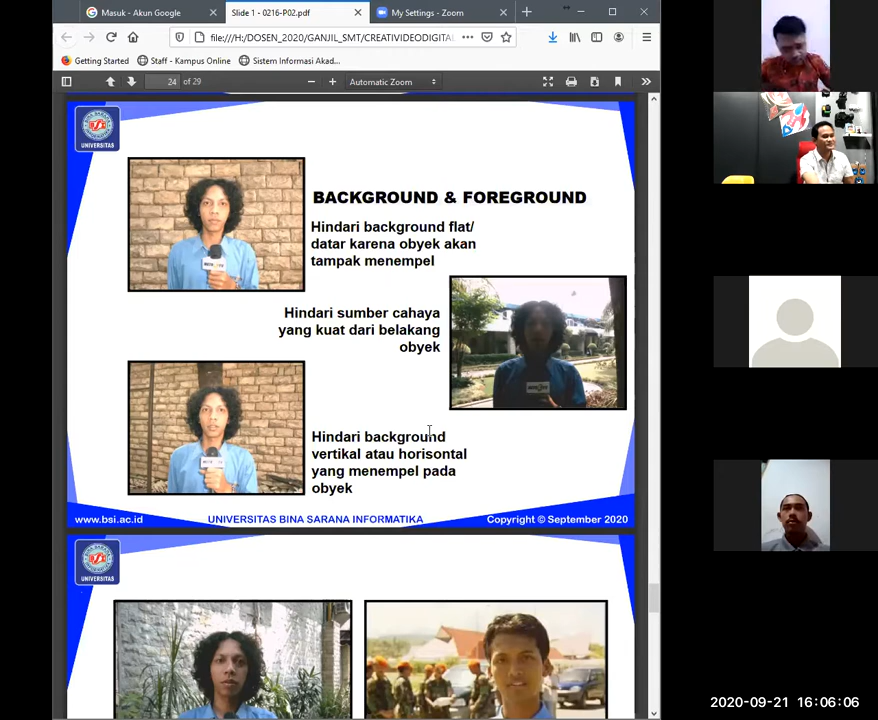 Masuk - Akun Google
Slide 1 - 0216-P02.pdf
My Settings - Zoom
file:///H:/DOSEN_2020/GANJIL_SMT/CREATIVIDEODIGITAL
Getting Started
Staff - Kampus Online
Sistem Informasi Akad...
24 of 29
Automatic Zoom
BACKGROUND & FOREGROUND
Hindari background flat/
datar karena obyek akan
tampak menempel
Hindari sumber cahaya
yang kuat dari belakang
obyek
Hindari background
vertikal atau horisontal
yang menempel pada
obyek
www.bsi.ac.id
UNIVERSITAS BINA SARANA INFORMATIKA
Copyright © September 2020
UNIVERSITAS
UNIVERSITAS
2020-09-21 16:06:06